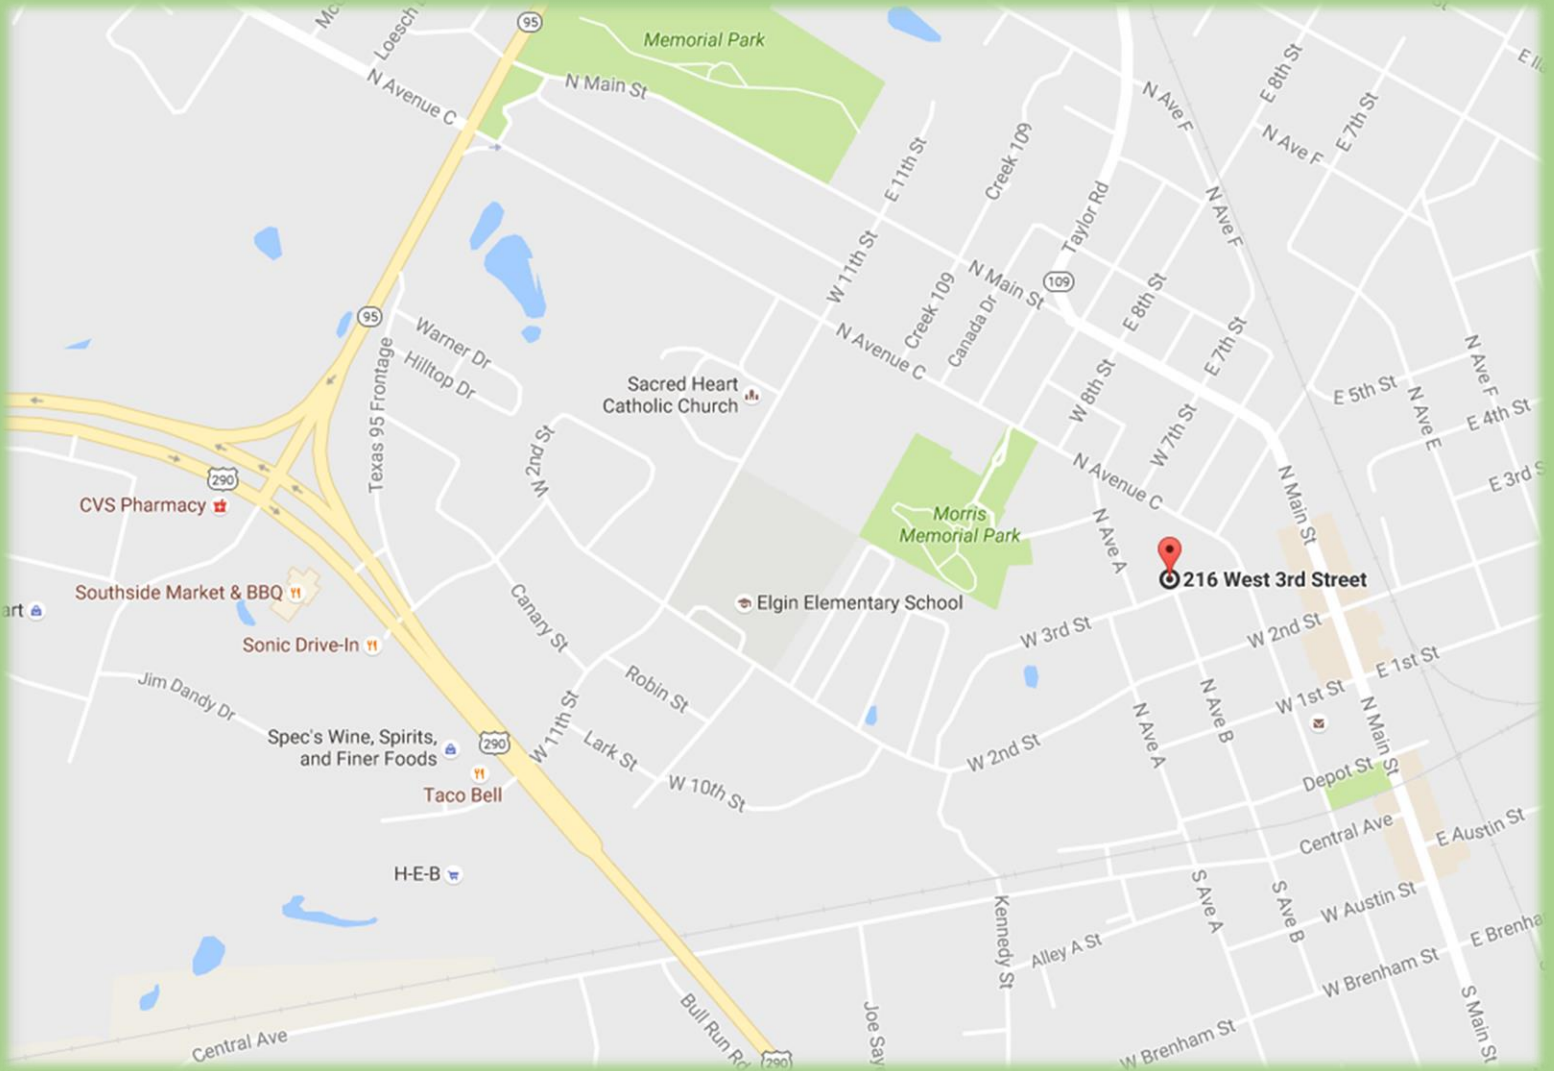 95
Memorial Park
Loesch
N Main St
N Avenue C
N Ave F
E 8th St
E 7th St
N Ave F
E 11th St
Creek 109
Taylor Rd
N Ave F
W 11th St
N Main St
109
95
Creek 109
Canada Dr
E 8th St
Warner Dr
Hilltop Dr
N Avenue C
E 7th St
N Ave F
Texas 95 Frontage
Sacred Heart
Catholic Church
W 8th St
E 5th St
N Ave E
E 4th St
W 7th St
W 2nd St
290
N Avenue C
E 3rd S
CVS Pharmacy
N Main St
Morris
Memorial Park
N Ave A
216 West 3rd Street
Southside Market & BBQ
art
Elgin Elementary School
Canary St
W 3rd St
W 2nd St
Sonic Drive-In
E 1st St
Jim Dandy Dr
Robin St
W 1st St
N Ave B
N Ave A
N Main St
W 11th St
Spec's Wine, Spirits,
and Finer Foods
290
Lark St
W 2nd St
Depot St
Taco Bell
W 10th St
Central Ave
E Austin St
H-E-B
S Ave A
S Ave B
W Austin St
Kennedy St
Alley A St
E Brenha
W Brenham St
Central Ave
Bull Run Rd
Joe Say
S Main St
W Brenham St
290